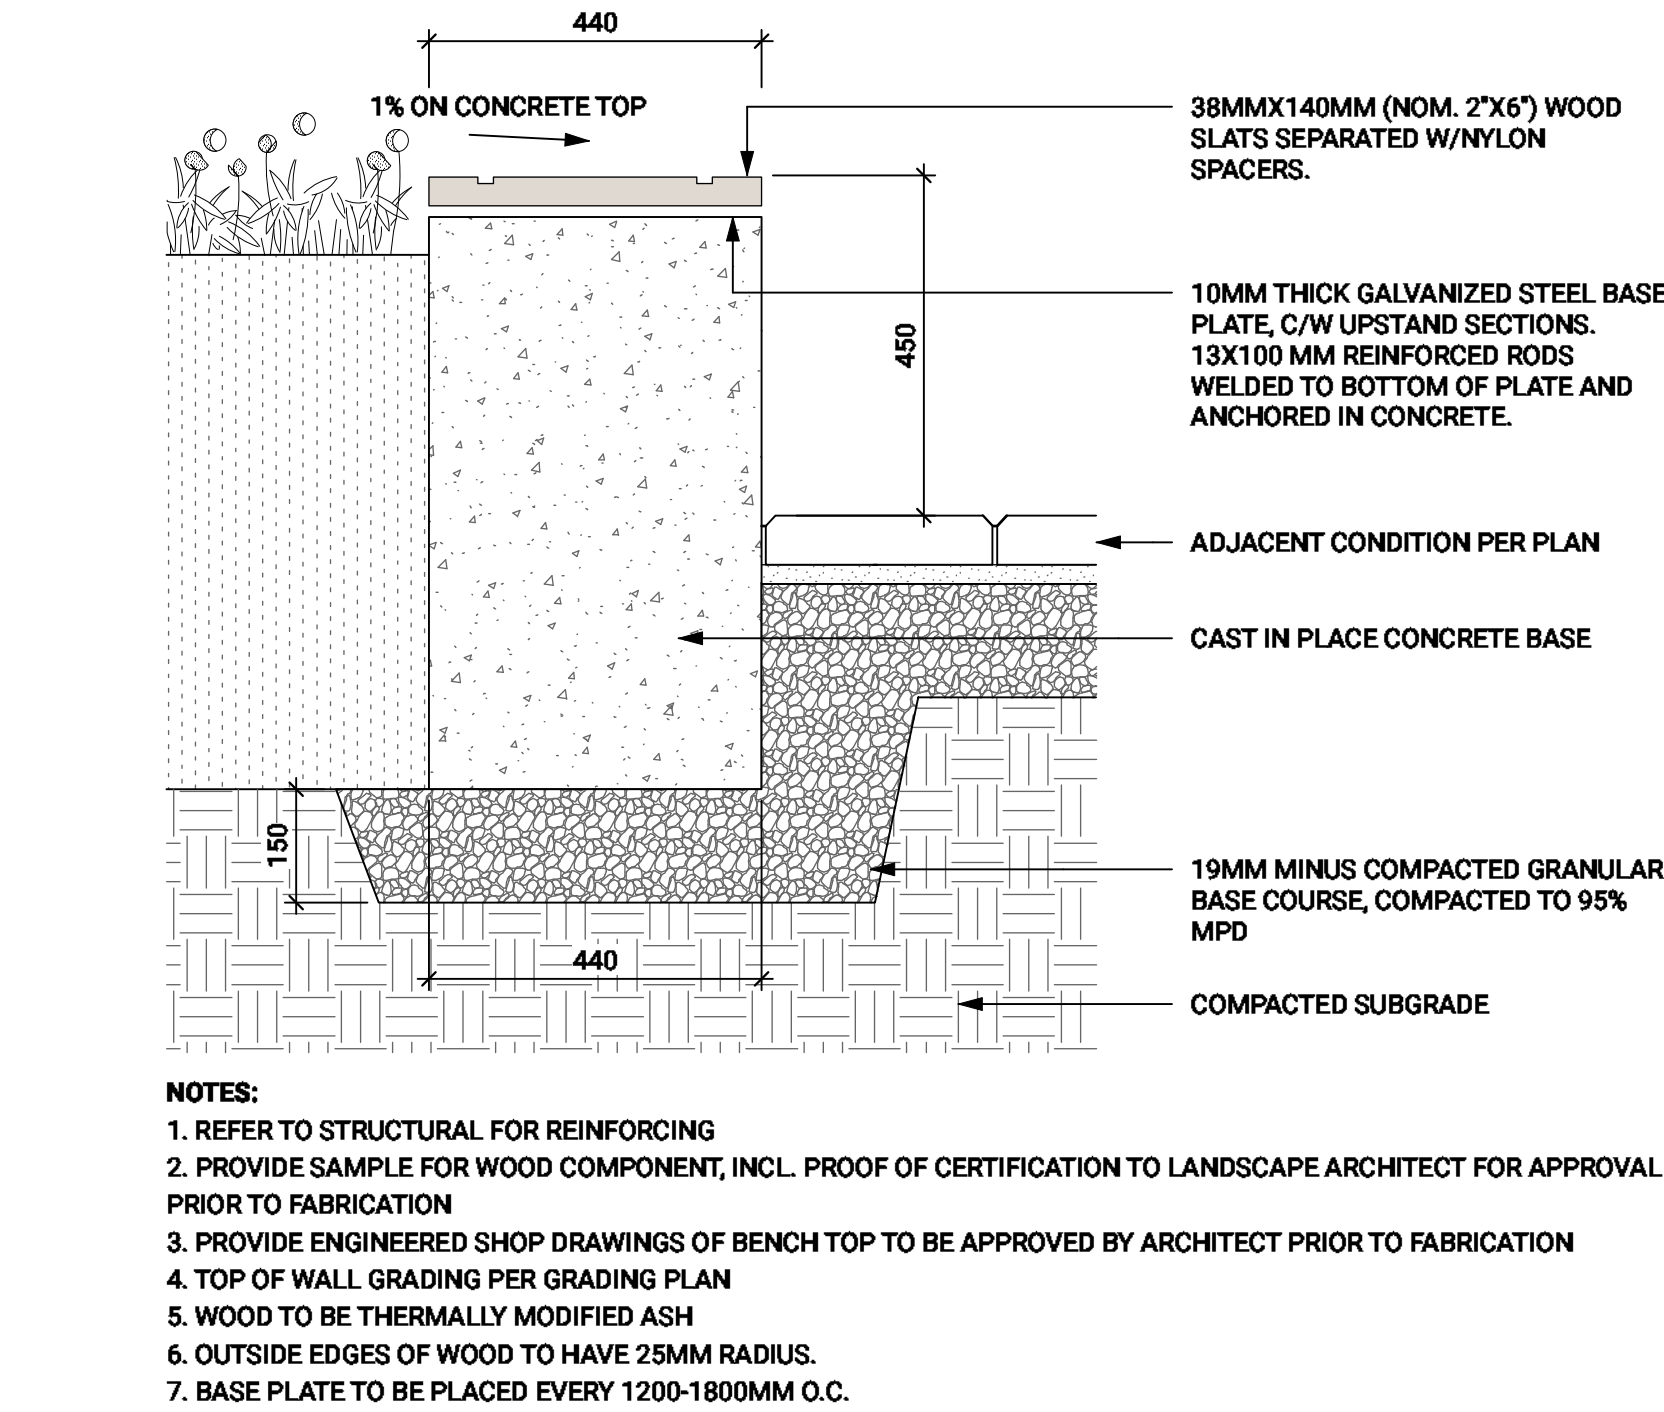 440
1% ON CONCRETE TOP
38MMX140MM (NOM. 2"X6") WOOD
SLATS SEPARATED W/NYLON
SPACERS.
10MM THICK GALVANIZED STEEL BASE
PLATE, C/W UPSTAND SECTIONS.
13X100 MM REINFORCED RODS
WELDED TO BOTTOM OF PLATE AND
ANCHORED IN CONCRETE.
450
ADJACENT CONDITION PER PLAN
CAST IN PLACE CONCRETE BASE
150
19MM MINUS COMPACTED GRANULAR
BASE COURSE, COMPACTED TO 95%
MPD
440
COMPACTED SUBGRADE
NOTES:
1. REFER TO STRUCTURAL FOR REINFORCING
2. PROVIDE SAMPLE FOR WOOD COMPONENT, INCL. PROOF OF CERTIFICATION TO LANDSCAPE ARCHITECT FOR APPROVAL
PRIOR TO FABRICATION
3. PROVIDE ENGINEERED SHOP DRAWINGS OF BENCH TOP TO BE APPROVED BY ARCHITECT PRIOR TO FABRICATION
4. TOP OF WALL GRADING PER GRADING PLAN
5. WOOD TO BE THERMALLY MODIFIED ASH
6. OUTSIDE EDGES OF WOOD TO HAVE 25MM RADIUS.
7. BASE PLATE TO BE PLACED EVERY 1200-1800MM O.C.